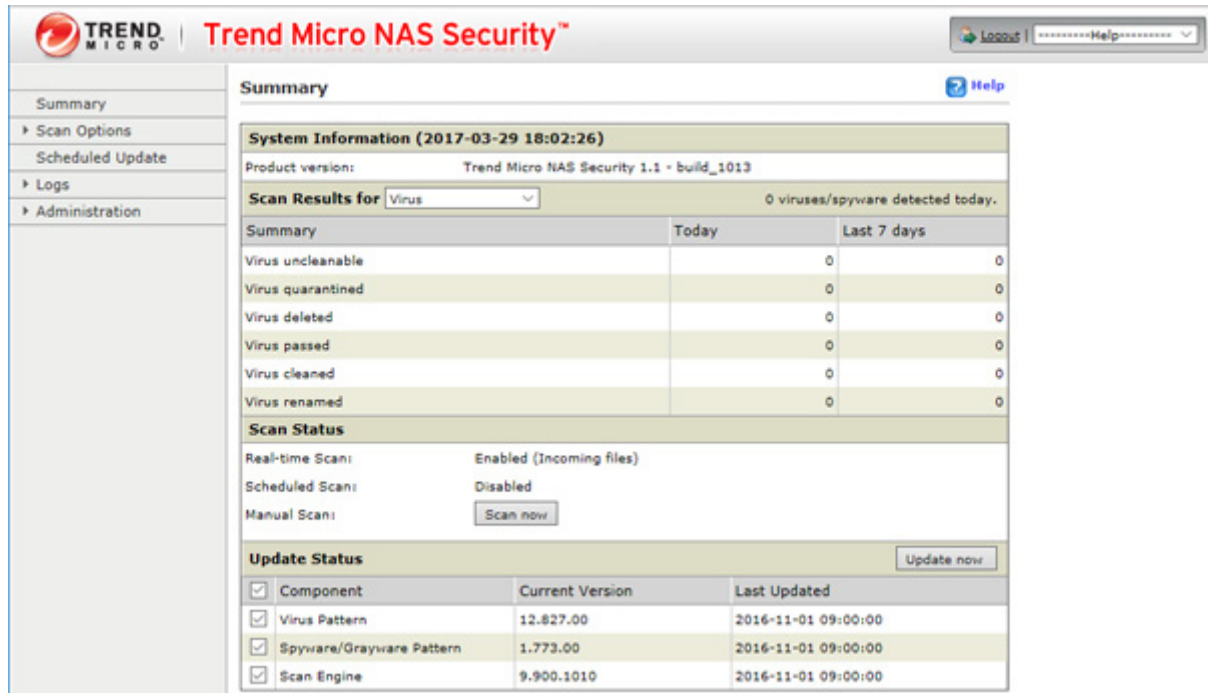 TREND MICRO | Trend Micro NAS Security™
Logout | ---------Help---------
Summary
Scan Options
Scheduled Update
Logs
Administration
Summary
Help
System Information (2017-03-29 18:02:26)
Product version: Trend Micro NAS Security 1.1 - build_1013
Scan Results for Virus 0 viruses/spyware detected today.
Summary Today Last 7 days
Virus uncleanable 0 0
Virus quarantined 0 0
Virus deleted 0 0
Virus passed 0 0
Virus cleaned 0 0
Virus renamed 0 0
Scan Status
Real-time Scan: Enabled (Incoming files)
Scheduled Scan: Disabled
Manual Scan: Scan now
Update Status Update now
Component Current Version Last Updated
Virus Pattern 12.827.00 2016-11-01 09:00:00
Spyware/Grayware Pattern 1.773.00 2016-11-01 09:00:00
Scan Engine 9.900.1010 2016-11-01 09:00:00